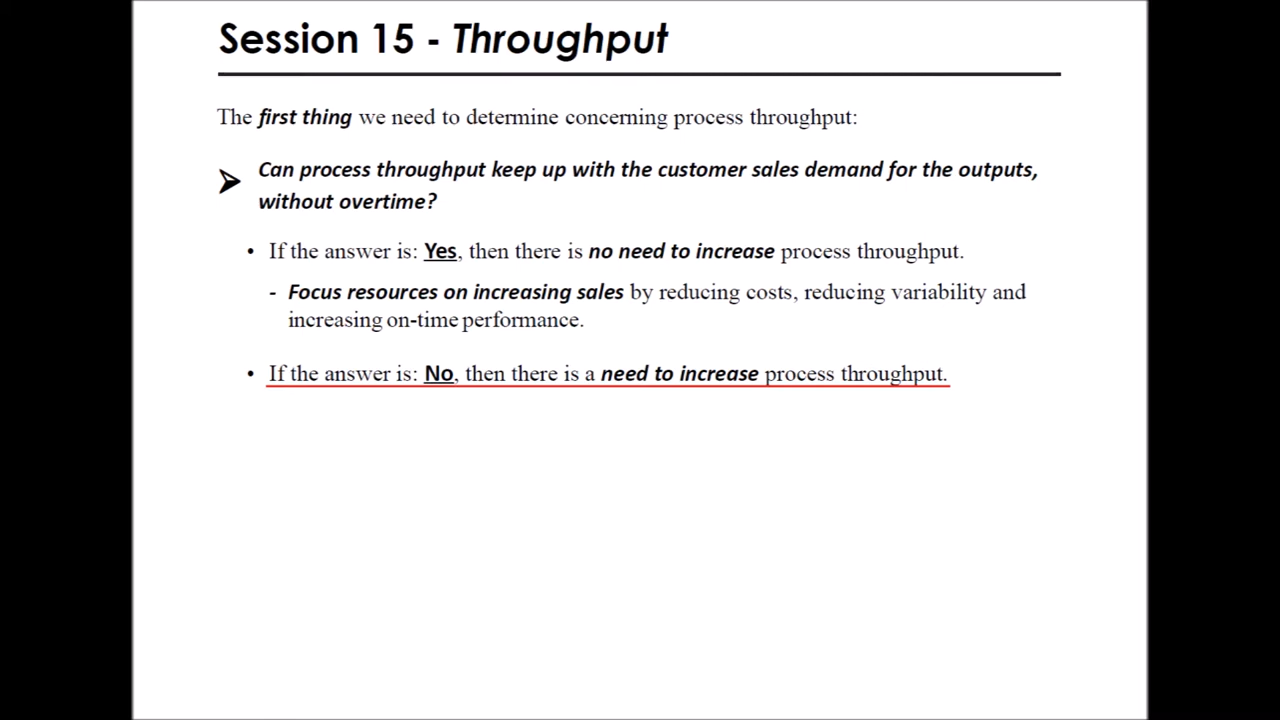 Session 15 - Throughput
The first thing we need to determine concerning process throughput:
➢ Can process throughput keep up with the customer sales demand for the outputs,
without overtime?
• If the answer is: Yes, then there is no need to increase process throughput.
- Focus resources on increasing sales by reducing costs, reducing variability and
increasing on-time performance.
• If the answer is: No, then there is a need to increase process throughput.